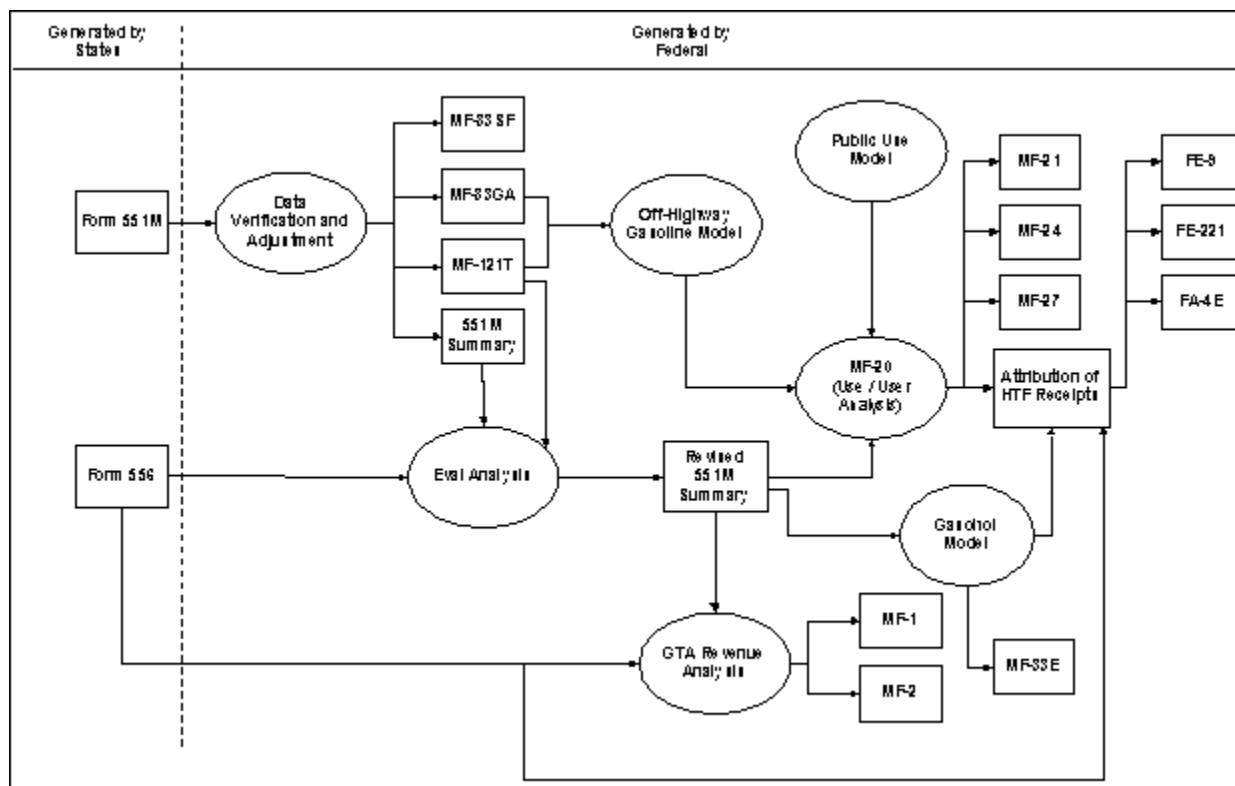 Generated by
States
Generated by
Federal
Form 551M
Data
Verification and
Adjustment
MF-33SF
MF-33GA
MF-121T
551M
Summary
Off-Highway
Gasoline Model
Public Use
Model
MF-21
MF-24
MF-27
FE-9
FE-221
FA-4E
MF-20
(Use / User
Analysis)
Attribution of
HTF Receipts
Form 556
Eval Analysis
Revised
551M
Summary
Gasohol
Model
GTA Revenue
Analysis
MF-1
MF-2
MF-33E